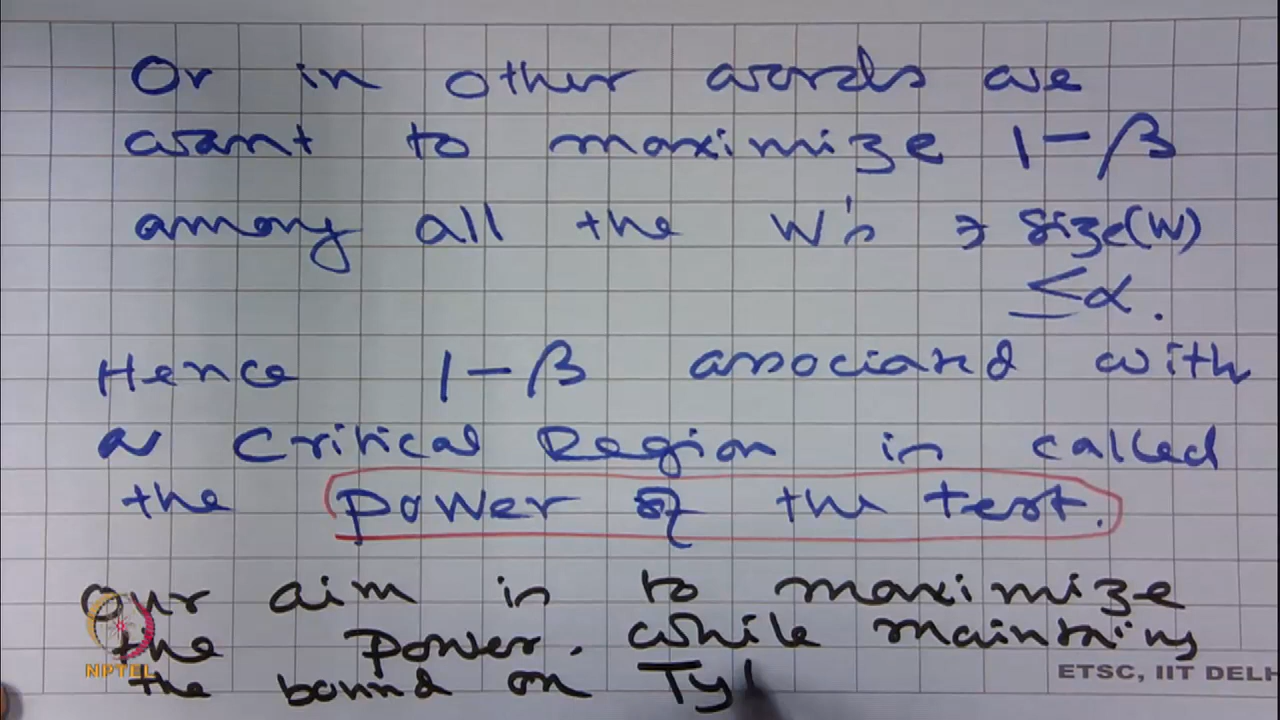 Or in other words we
want to maximize 1-β
among all the W's ∋ Size(W)
≤α.
Hence 1-β associated with
a Critical Region is called
the power of the test.
Our aim is to maximize
the power. while maintaining
the bound on Ty
NPTEL
ETSC, IIT DELH